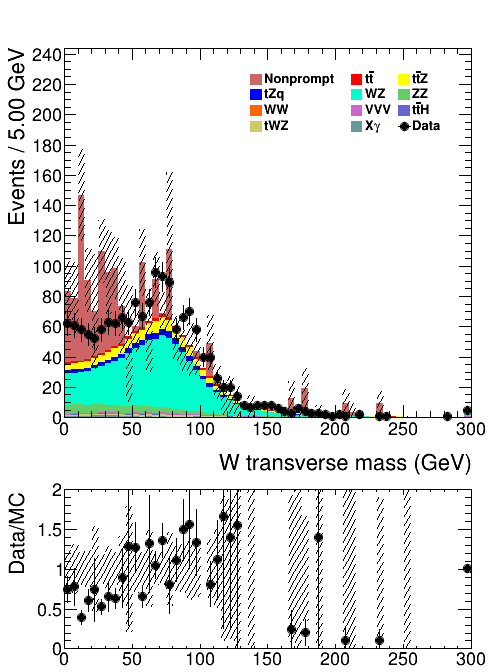 Events / 5.00 GeV
240
220
200
180
160
140
120
100
80
60
40
20
0
Nonprompt tt̄ tt̄Z
tZq WZ ZZ
WW VVV tt̄H
tWZ Xγ Data
0 50 100 150 200 250 300
W transverse mass (GeV)
Data/MC
2
1.5
1
0.5
0
0 50 100 150 200 250 300